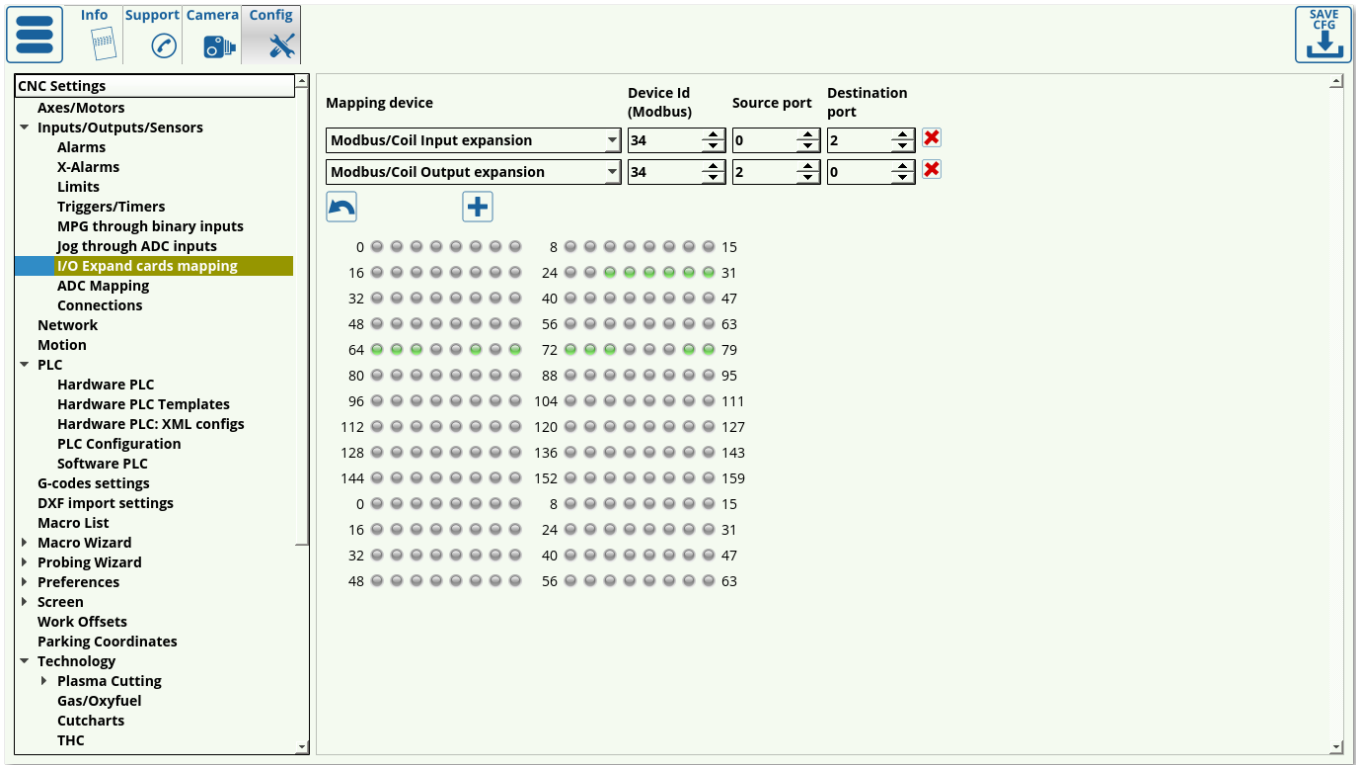 Info Support Camera Config SAVE
CFG
CNC Settings
Axes/Motors
Inputs/Outputs/Sensors
Alarms
X-Alarms
Limits
Triggers/Timers
MPG through binary inputs
Jog through ADC inputs
I/O Expand cards mapping
ADC Mapping
Connections
Network
Motion
PLC
Hardware PLC
Hardware PLC Templates
Hardware PLC: XML configs
PLC Configuration
Software PLC
G-codes settings
DXF import settings
Macro List
Macro Wizard
Probing Wizard
Preferences
Screen
Work Offsets
Parking Coordinates
Technology
Plasma Cutting
Gas/Oxyfuel
Cutcharts
THC
Mapping device
Device Id
(Modbus)
Source port
Destination
port
Modbus/Coil Input expansion 34 0 2
Modbus/Coil Output expansion 34 2 0
0 8 15
16 24 31
32 40 47
48 56 63
64 72 79
80 88 95
96 104 111
112 120 127
128 136 143
144 152 159
0 8 15
16 24 31
32 40 47
48 56 63